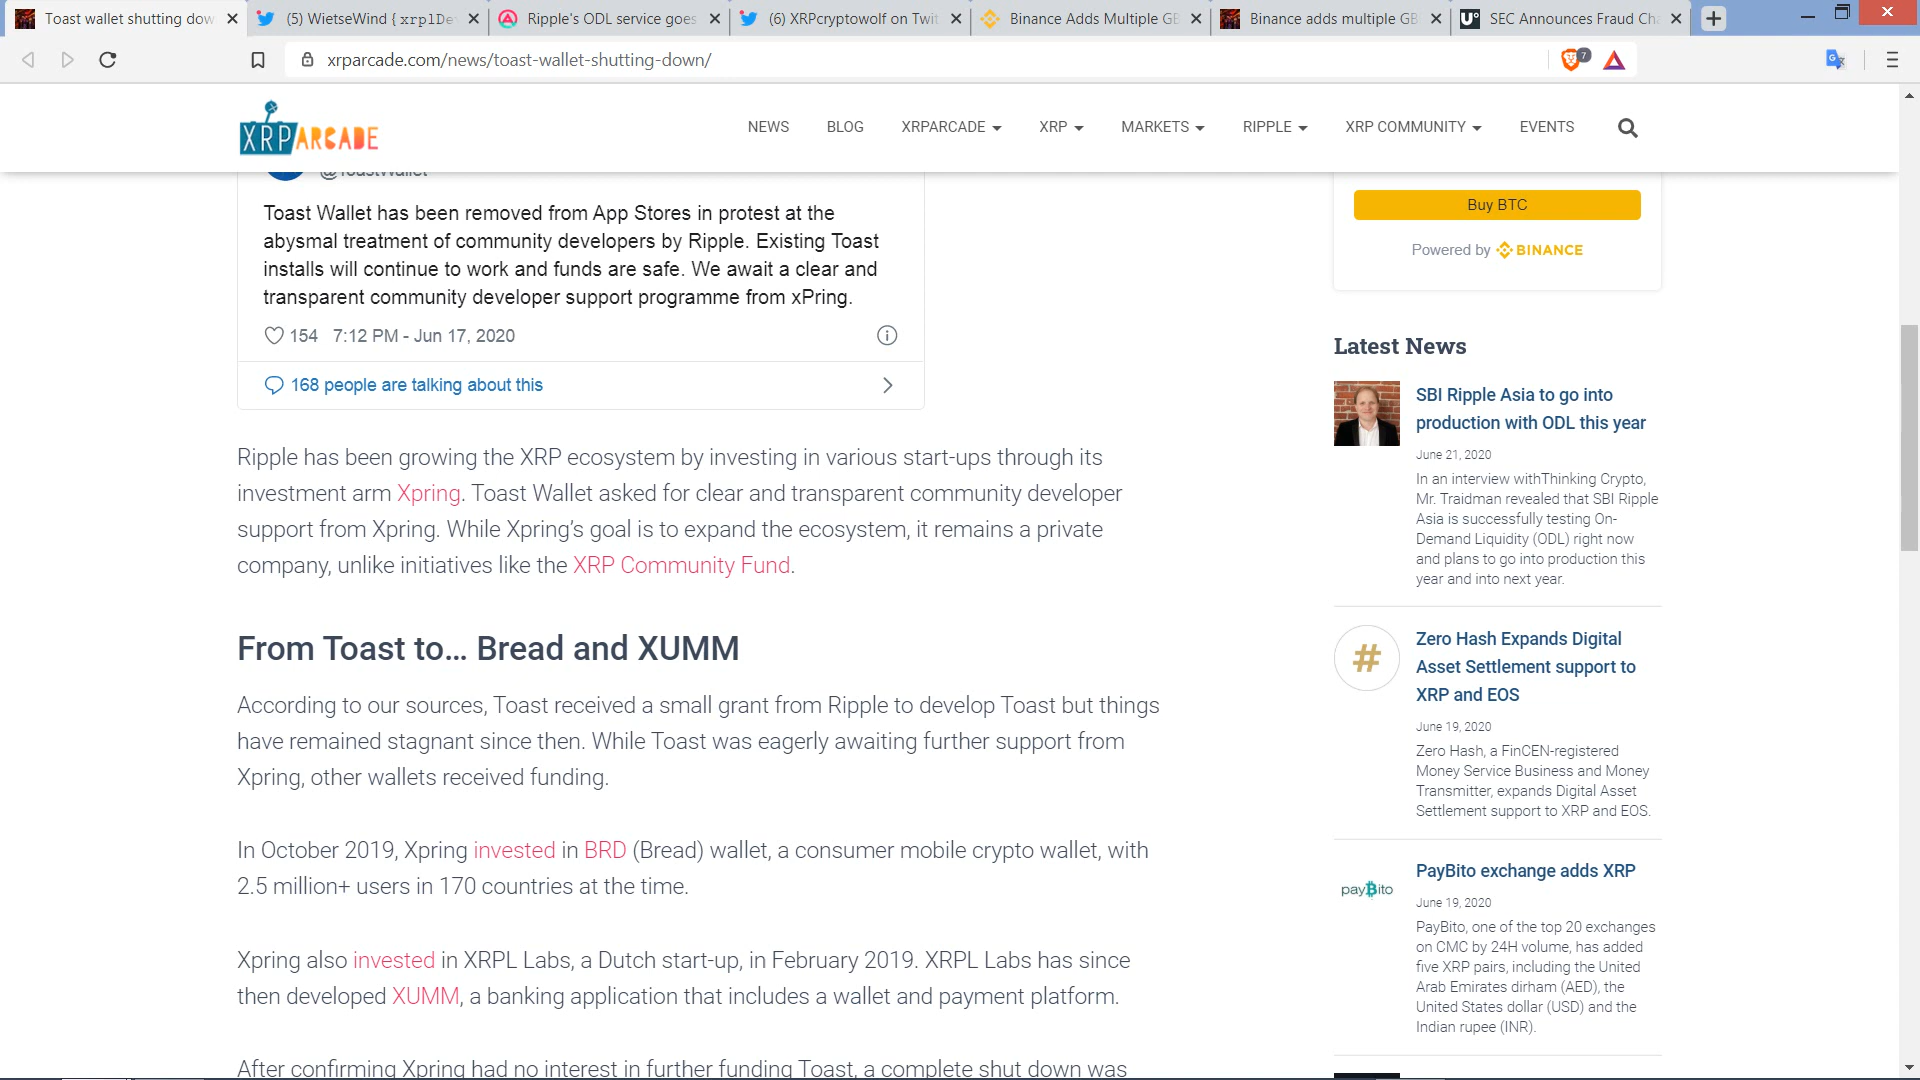 Toast wallet shutting dow
(5) WietseWind { xrplDe
Ripple's ODL service goes
(6) XRPcryptowolf on Twit
Binance Adds Multiple GB
Binance adds multiple GB
U°
SEC Announces Fraud Cha
xrparcade.com/news/toast-wallet-shutting-down/
7
XRPARCADE
NEWS
BLOG
XRPARCADE
XRP
MARKETS
RIPPLE
XRP COMMUNITY
EVENTS
@ToastWallet
Toast Wallet has been removed from App Stores in protest at the
abysmal treatment of community developers by Ripple. Existing Toast
installs will continue to work and funds are safe. We await a clear and
transparent community developer support programme from xPring.
154 7:12 PM - Jun 17, 2020
168 people are talking about this
Ripple has been growing the XRP ecosystem by investing in various start-ups through its
investment arm Xpring. Toast Wallet asked for clear and transparent community developer
support from Xpring. While Xpring’s goal is to expand the ecosystem, it remains a private
company, unlike initiatives like the XRP Community Fund.
From Toast to… Bread and XUMM
According to our sources, Toast received a small grant from Ripple to develop Toast but things
have remained stagnant since then. While Toast was eagerly awaiting further support from
Xpring, other wallets received funding.
In October 2019, Xpring invested in BRD (Bread) wallet, a consumer mobile crypto wallet, with
2.5 million+ users in 170 countries at the time.
Xpring also invested in XRPL Labs, a Dutch start-up, in February 2019. XRPL Labs has since
then developed XUMM, a banking application that includes a wallet and payment platform.
After confirming Xpring had no interest in further funding Toast, a complete shut down was
Buy BTC
Powered by BINANCE
Latest News
SBI Ripple Asia to go into
production with ODL this year
June 21, 2020
In an interview withThinking Crypto,
Mr. Traidman revealed that SBI Ripple
Asia is successfully testing On-
Demand Liquidity (ODL) right now
and plans to go into production this
year and into next year.
#
Zero Hash Expands Digital
Asset Settlement support to
XRP and EOS
June 19, 2020
Zero Hash, a FinCEN-registered
Money Service Business and Money
Transmitter, expands Digital Asset
Settlement support to XRP and EOS.
payBito
PayBito exchange adds XRP
June 19, 2020
PayBito, one of the top 20 exchanges
on CMC by 24H volume, has added
five XRP pairs, including the United
Arab Emirates dirham (AED), the
United States dollar (USD) and the
Indian rupee (INR).